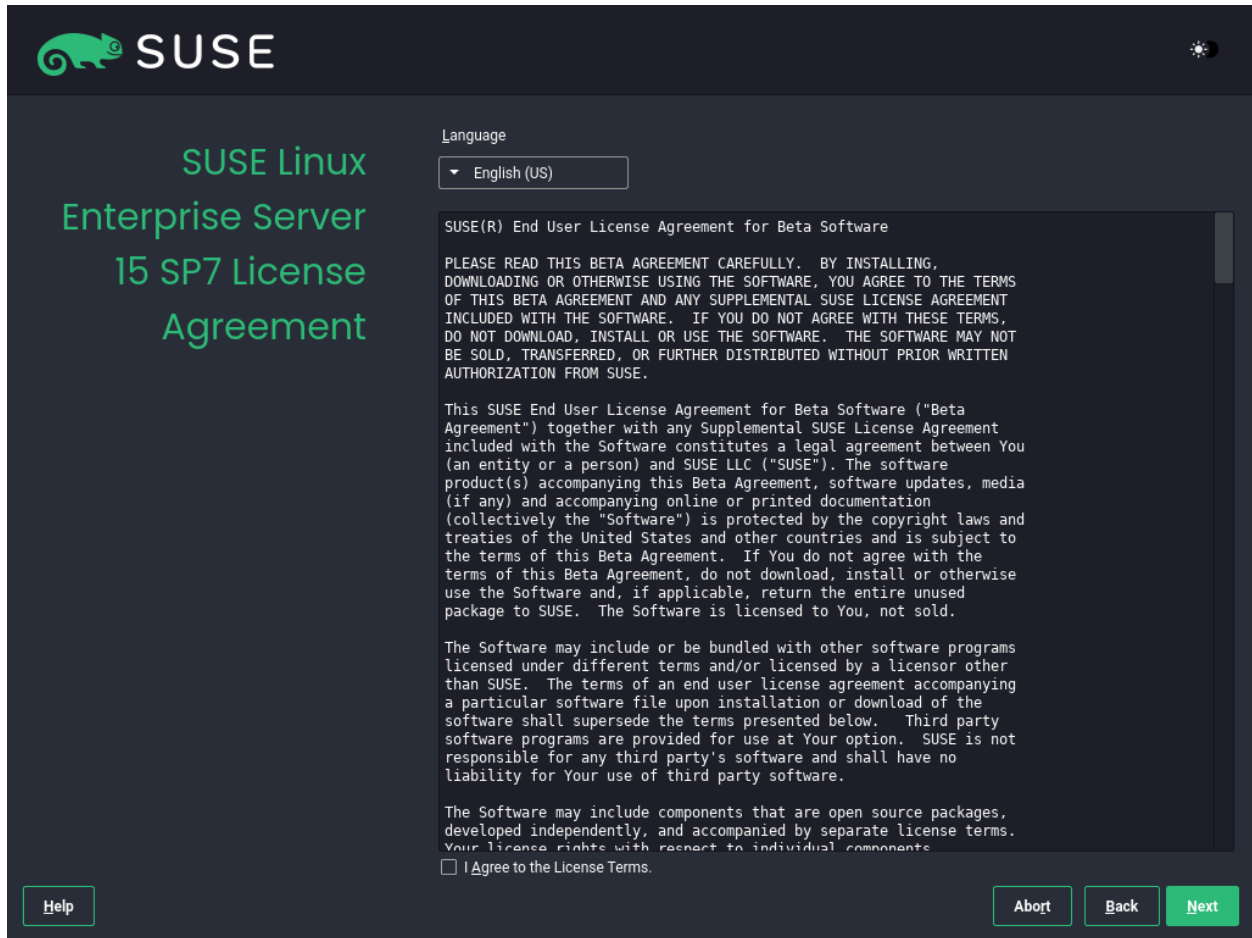 SUSE
SUSE Linux
Enterprise Server
15 SP7 License
Agreement
Language
English (US)
SUSE(R) End User License Agreement for Beta Software
PLEASE READ THIS BETA AGREEMENT CAREFULLY.  BY INSTALLING,
DOWNLOADING OR OTHERWISE USING THE SOFTWARE, YOU AGREE TO THE TERMS
OF THIS BETA AGREEMENT AND ANY SUPPLEMENTAL SUSE LICENSE AGREEMENT
INCLUDED WITH THE SOFTWARE.  IF YOU DO NOT AGREE WITH THESE TERMS,
DO NOT DOWNLOAD, INSTALL OR USE THE SOFTWARE.  THE SOFTWARE MAY NOT
BE SOLD, TRANSFERRED, OR FURTHER DISTRIBUTED WITHOUT PRIOR WRITTEN
AUTHORIZATION FROM SUSE.
This SUSE End User License Agreement for Beta Software ("Beta
Agreement") together with any Supplemental SUSE License Agreement
included with the Software constitutes a legal agreement between You
(an entity or a person) and SUSE LLC ("SUSE"). The software
product(s) accompanying this Beta Agreement, software updates, media
(if any) and accompanying online or printed documentation
(collectively the "Software") is protected by the copyright laws and
treaties of the United States and other countries and is subject to
the terms of this Beta Agreement.  If You do not agree with the
terms of this Beta Agreement, do not download, install or otherwise
use the Software and, if applicable, return the entire unused
package to SUSE.  The Software is licensed to You, not sold.
The Software may include or be bundled with other software programs
licensed under different terms and/or licensed by a licensor other
than SUSE.  The terms of an end user license agreement accompanying
a particular software file upon installation or download of the
software shall supersede the terms presented below.   Third party
software programs are provided for use at Your option.  SUSE is not
responsible for any third party's software and shall have no
liability for Your use of third party software.
The Software may include components that are open source packages,
developed independently, and accompanied by separate license terms.
Your license rights with respect to individual components
I Agree to the License Terms.
Help
Abort
Back
Next